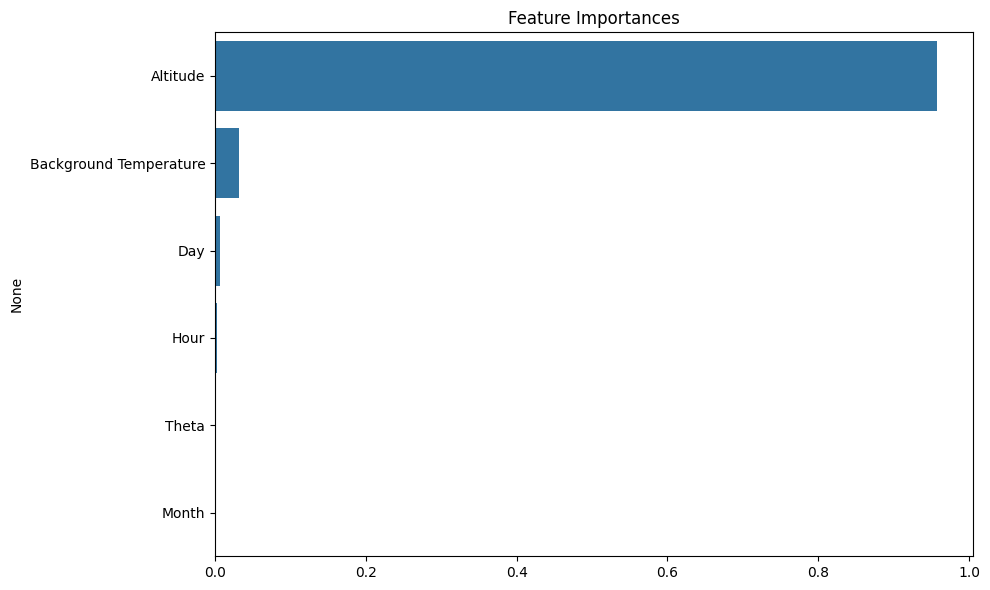 Feature Importances
Altitude
Background Temperature
Day
Hour
Theta
Month
None
0.0 0.2 0.4 0.6 0.8 1.0